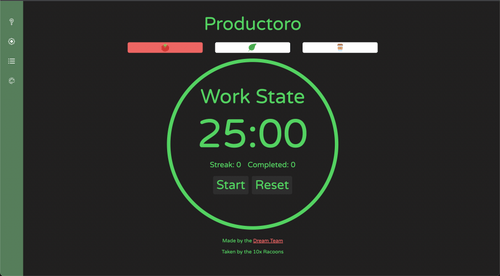 Productoro
Work State
25:00
Streak: 0 Completed: 0
Start Reset
Made by the Dream Team
Taken by the 10x Racoons